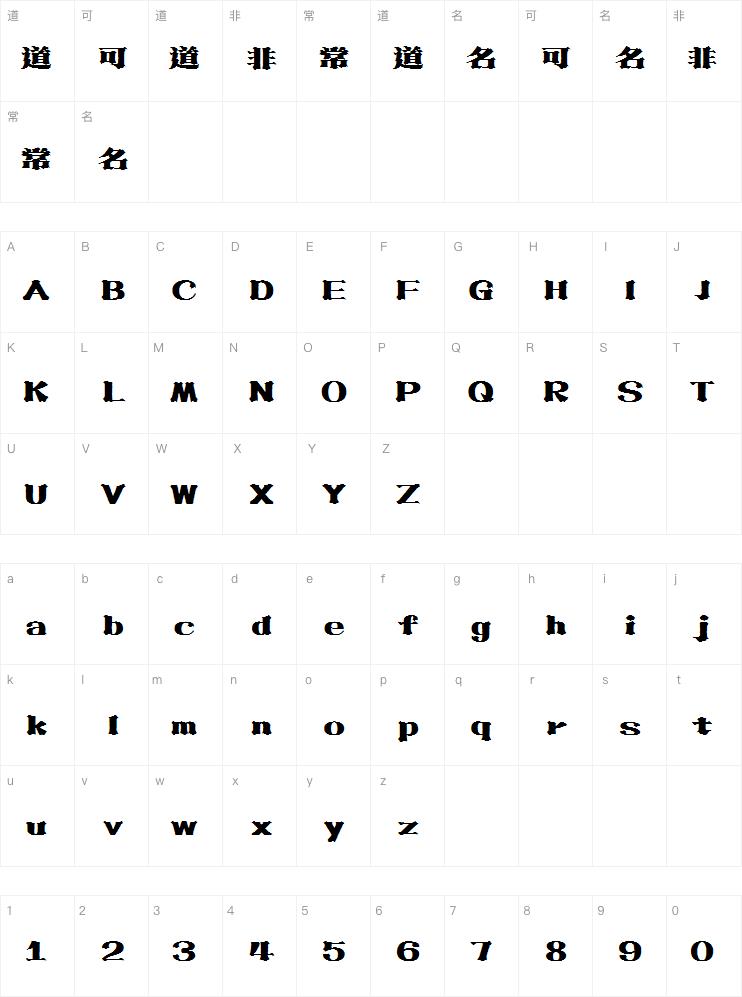 道 可 道 非 常 道 名 可 名 非
道 可 道 非 常 道 名 可 名 非
常 名
常 名
A B C D E F G H I J
A B C D E F G H I J
K L M N O P Q R S T
K L M N O P Q R S T
U V W X Y Z
U V W X Y Z
a b c d e f g h i j
a b c d e f g h i j
k l m n o p q r s t
k l m n o p q r s t
u v w x y z
u v w x y z
1 2 3 4 5 6 7 8 9 0
1 2 3 4 5 6 7 8 9 0